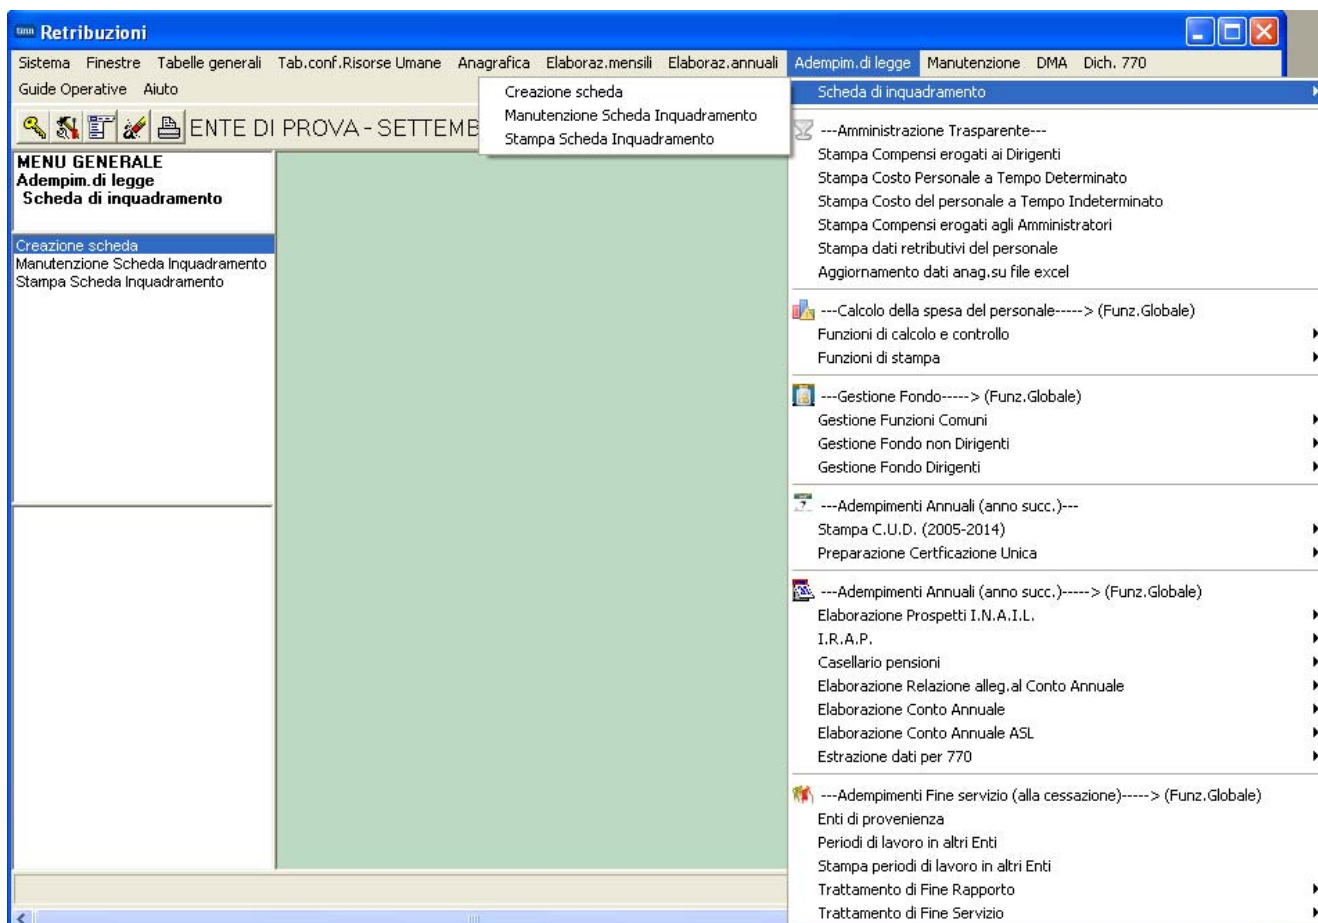 tinn Retribuzioni
Sistema Finestre Tabelle generali Tab.conf.Risorse Umane Anagrafica Elaboraz.mensili Elaboraz.annuali Adempim.di legge Manutenzione DMA Dich. 770
Guide Operative Aiuto
Creazione scheda
Manutenzione Scheda Inquadramento
Stampa Scheda Inquadramento
ENTE DI PROVA - SETTEMB
MENU GENERALE
Adempim.di legge
Scheda di inquadramento
Creazione scheda
Manutenzione Scheda Inquadramento
Stampa Scheda Inquadramento
Scheda di inquadramento
---Amministrazione Trasparente---
Stampa Compensi erogati ai Dirigenti
Stampa Costo Personale a Tempo Determinato
Stampa Costo del personale a Tempo Indeterminato
Stampa Compensi erogati agli Amministratori
Stampa dati retributivi del personale
Aggiornamento dati anag.su file excel
---Calcolo della spesa del personale-----> (Funz.Globale)
Funzioni di calcolo e controllo
Funzioni di stampa
---Gestione Fondo-----> (Funz.Globale)
Gestione Funzioni Comuni
Gestione Fondo non Dirigenti
Gestione Fondo Dirigenti
---Adempimenti Annuali (anno succ.)---
Stampa C.U.D. (2005-2014)
Preparazione Certficazione Unica
---Adempimenti Annuali (anno succ.)-----> (Funz.Globale)
Elaborazione Prospetti I.N.A.I.L.
I.R.A.P.
Casellario pensioni
Elaborazione Relazione alleg.al Conto Annuale
Elaborazione Conto Annuale
Elaborazione Conto Annuale ASL
Estrazione dati per 770
---Adempimenti Fine servizio (alla cessazione)-----> (Funz.Globale)
Enti di provenienza
Periodi di lavoro in altri Enti
Stampa periodi di lavoro in altri Enti
Trattamento di Fine Rapporto
Trattamento di Fine Servizio